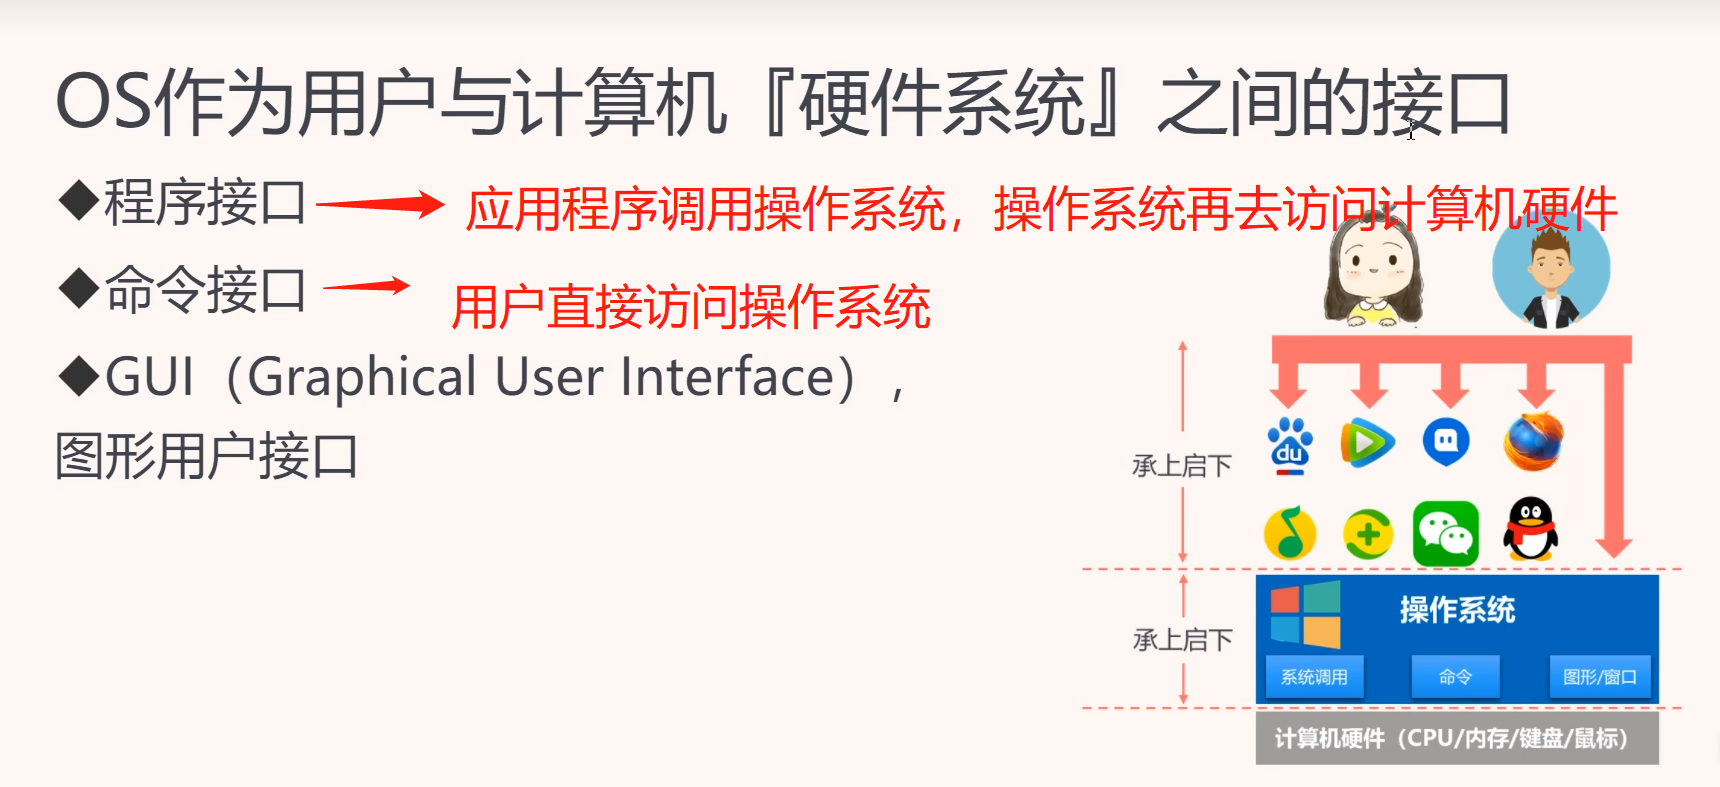 OS作为用户与计算机『硬件系统』之间的接口
◆程序接口
应用程序调用操作系统，操作系统再去访问计算机硬件
◆命令接口
用户直接访问操作系统
◆GUI（Graphical User Interface），
图形用户接口
承上启下
du
承上启下
操作系统
系统调用
命令
图形/窗口
计算机硬件（CPU/内存/键盘/鼠标）